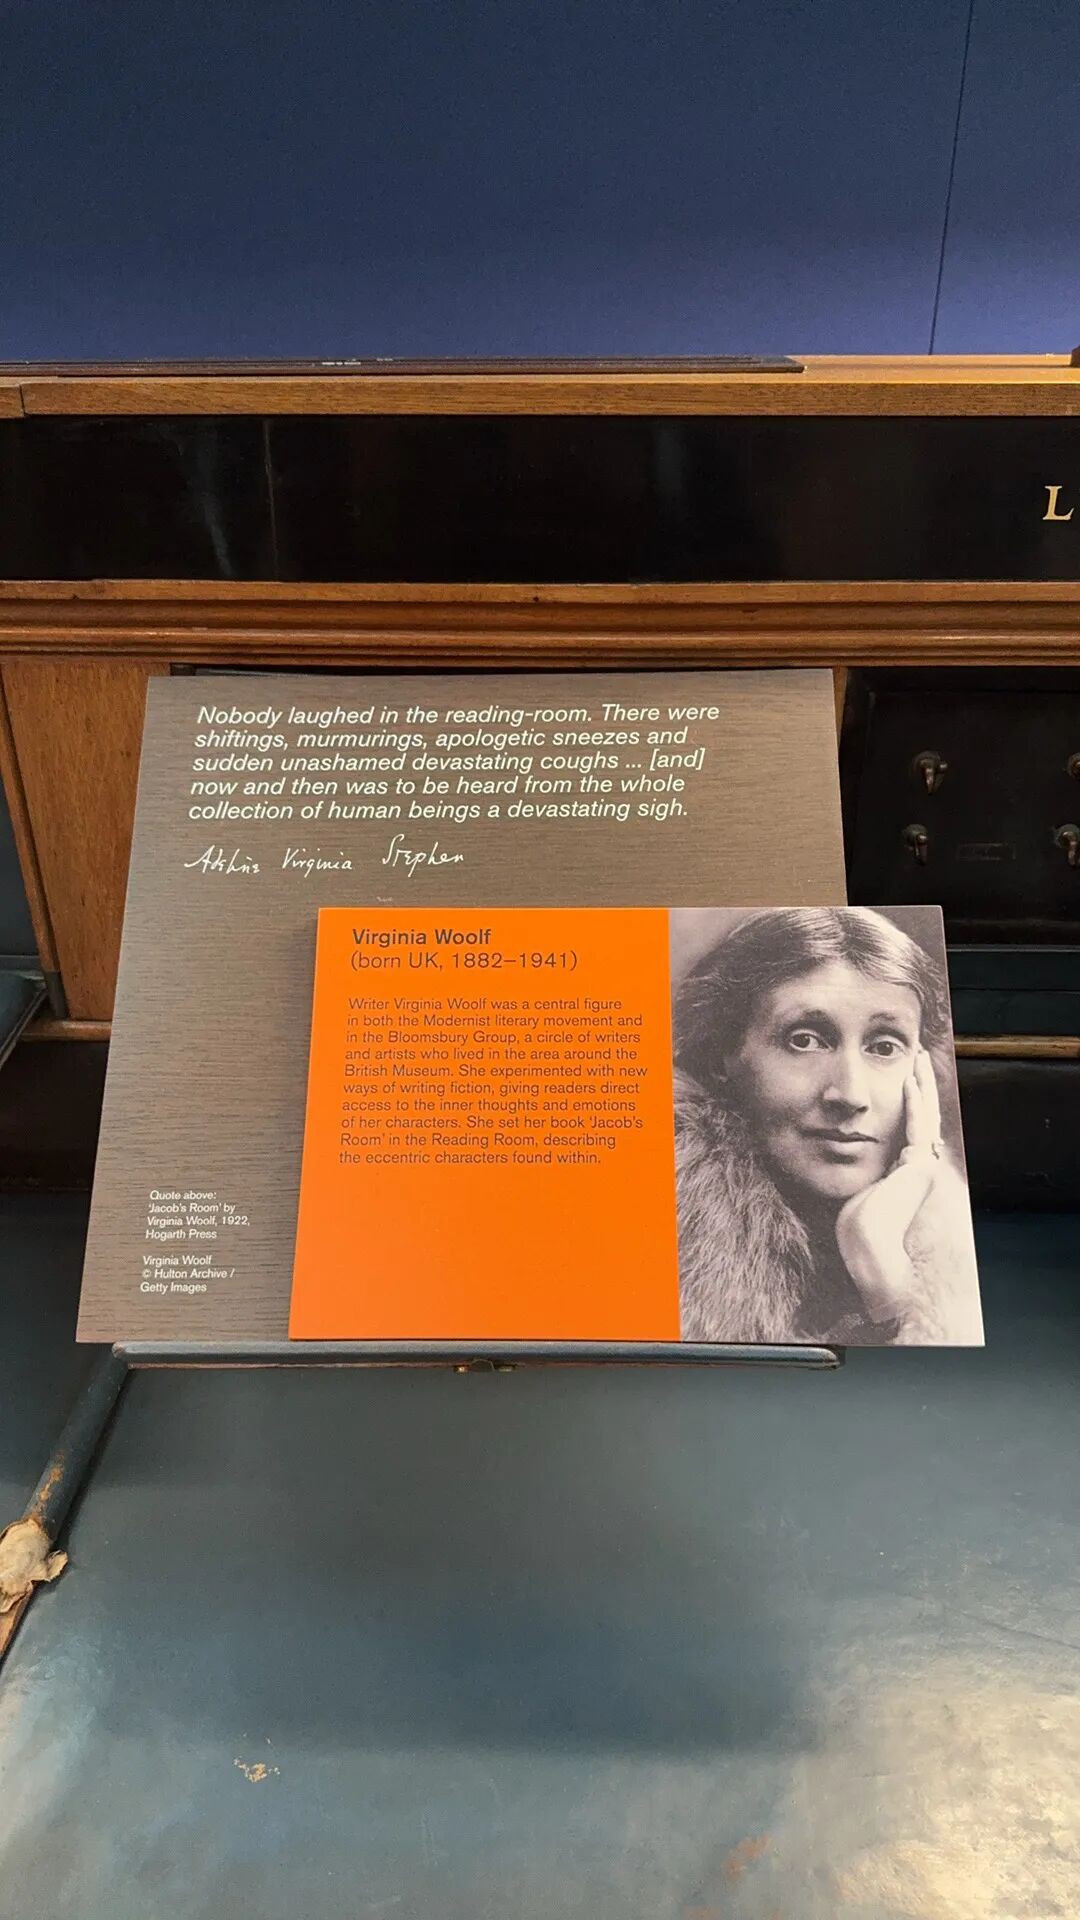 L
Nobody laughed in the reading-room. There were
shiftings, murmurings, apologetic sneezes and
sudden unashamed devastating coughs ... [and]
now and then was to be heard from the whole
collection of human beings a devastating sigh.
Adeline Virginia Stephen
Virginia Woolf
(born UK, 1882–1941)
Writer Virginia Woolf was a central figure
in both the Modernist literary movement and
in the Bloomsbury Group, a circle of writers
and artists who lived in the area around the
British Museum. She experimented with new
ways of writing fiction, giving readers direct
access to the inner thoughts and emotions
of her characters. She set her book ‘Jacob’s
Room’ in the Reading Room, describing
the eccentric characters found within.
Quote above:
‘Jacob’s Room’ by
Virginia Woolf, 1922,
Hogarth Press
Virginia Woolf
© Hulton Archive /
Getty Images